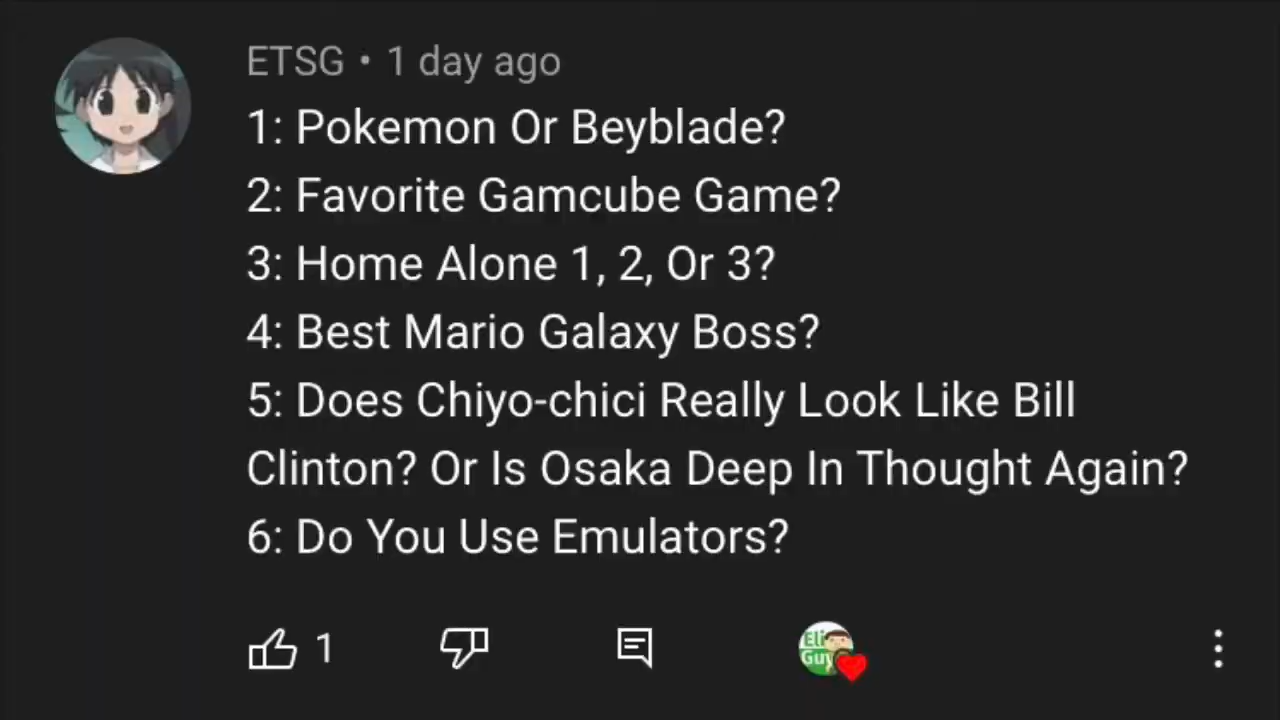 ETSG • 1 day ago
1: Pokemon Or Beyblade?
2: Favorite Gamcube Game?
3: Home Alone 1, 2, Or 3?
4: Best Mario Galaxy Boss?
5: Does Chiyo-chici Really Look Like Bill
Clinton? Or Is Osaka Deep In Thought Again?
6: Do You Use Emulators?
1
Eli
Guy